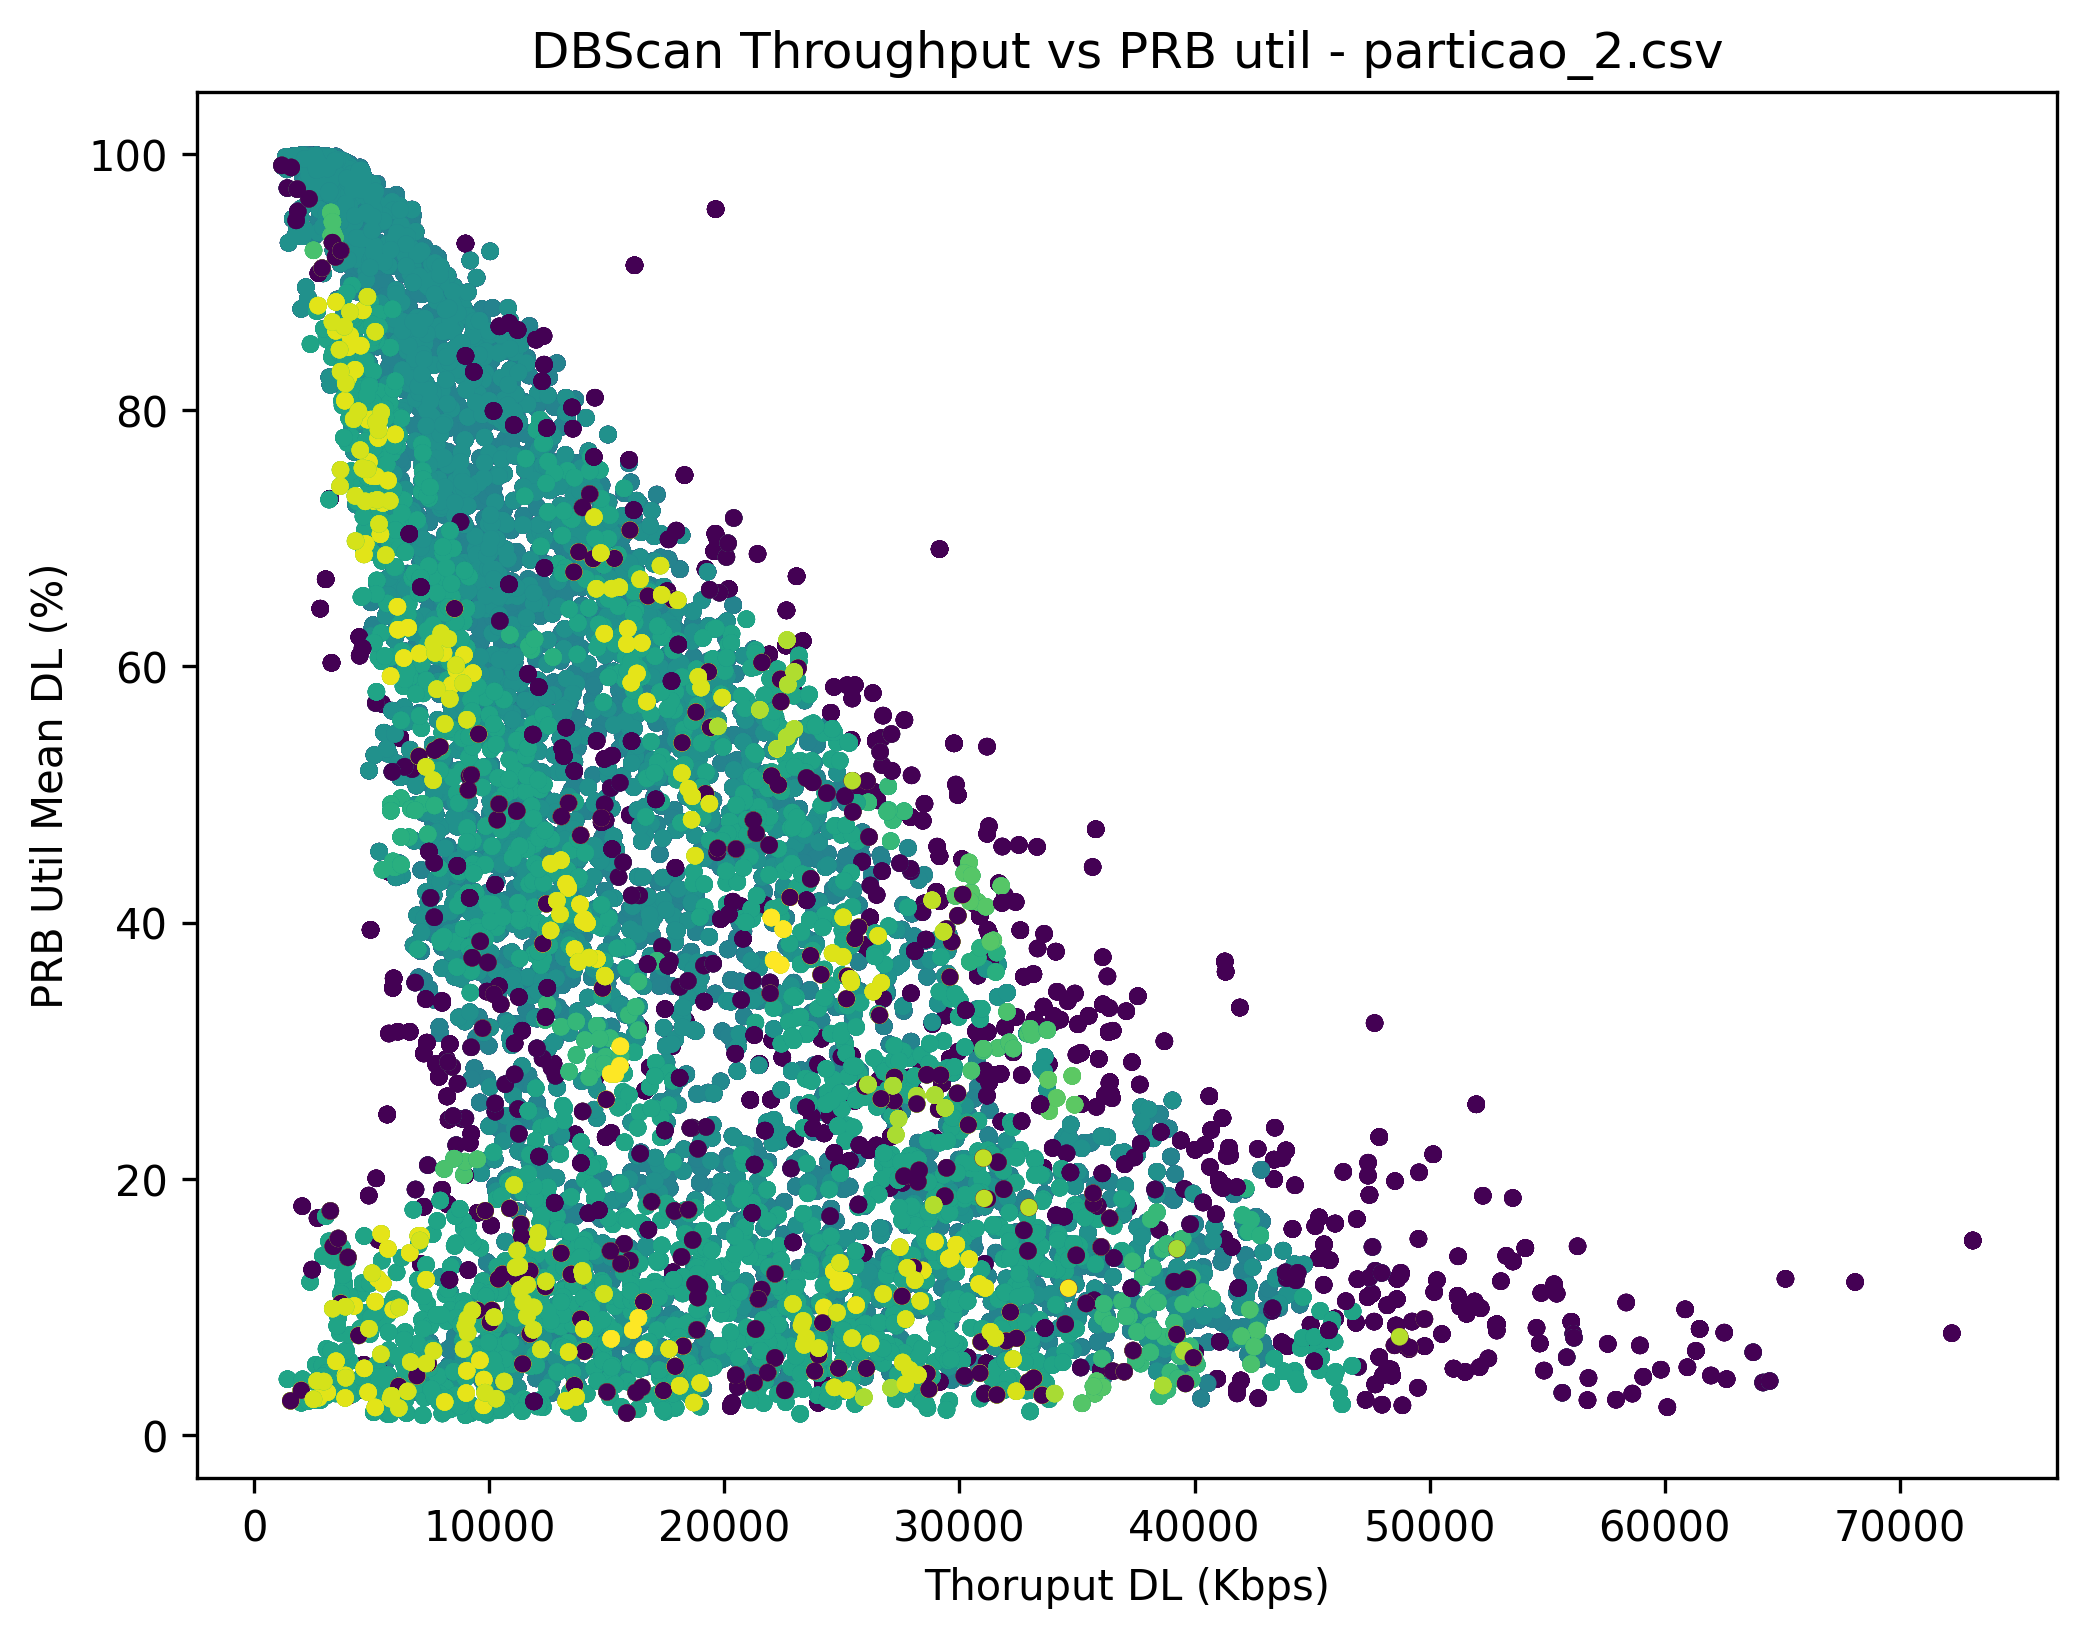 DBScan Throughput vs PRB util - particao_2.csv
PRB Util Mean DL (%)
100
80
60
40
20
0
0 10000 20000 30000 40000 50000 60000 70000
Thoruput DL (Kbps)